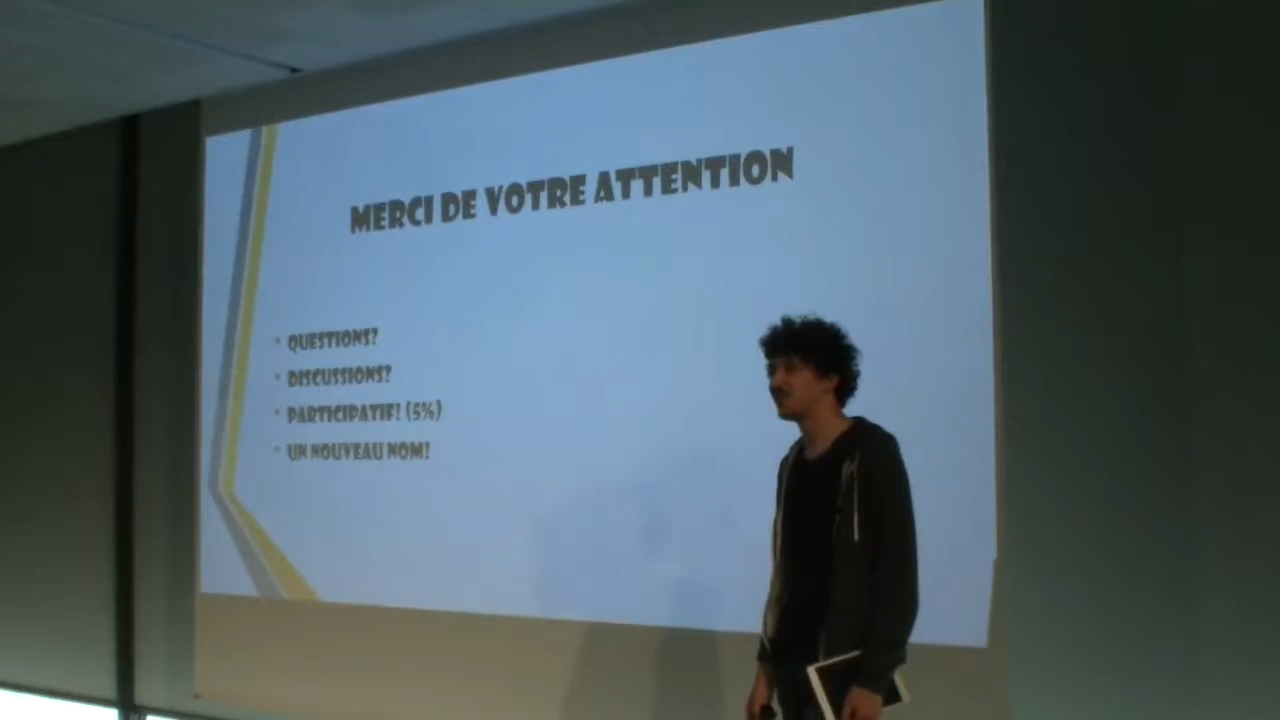 MERCI DE VOTRE ATTENTION
• QUESTIONS?
• DISCUSSIONS?
• PARTICIPATIF! (5%)
• UN NOUVEAU NOM!